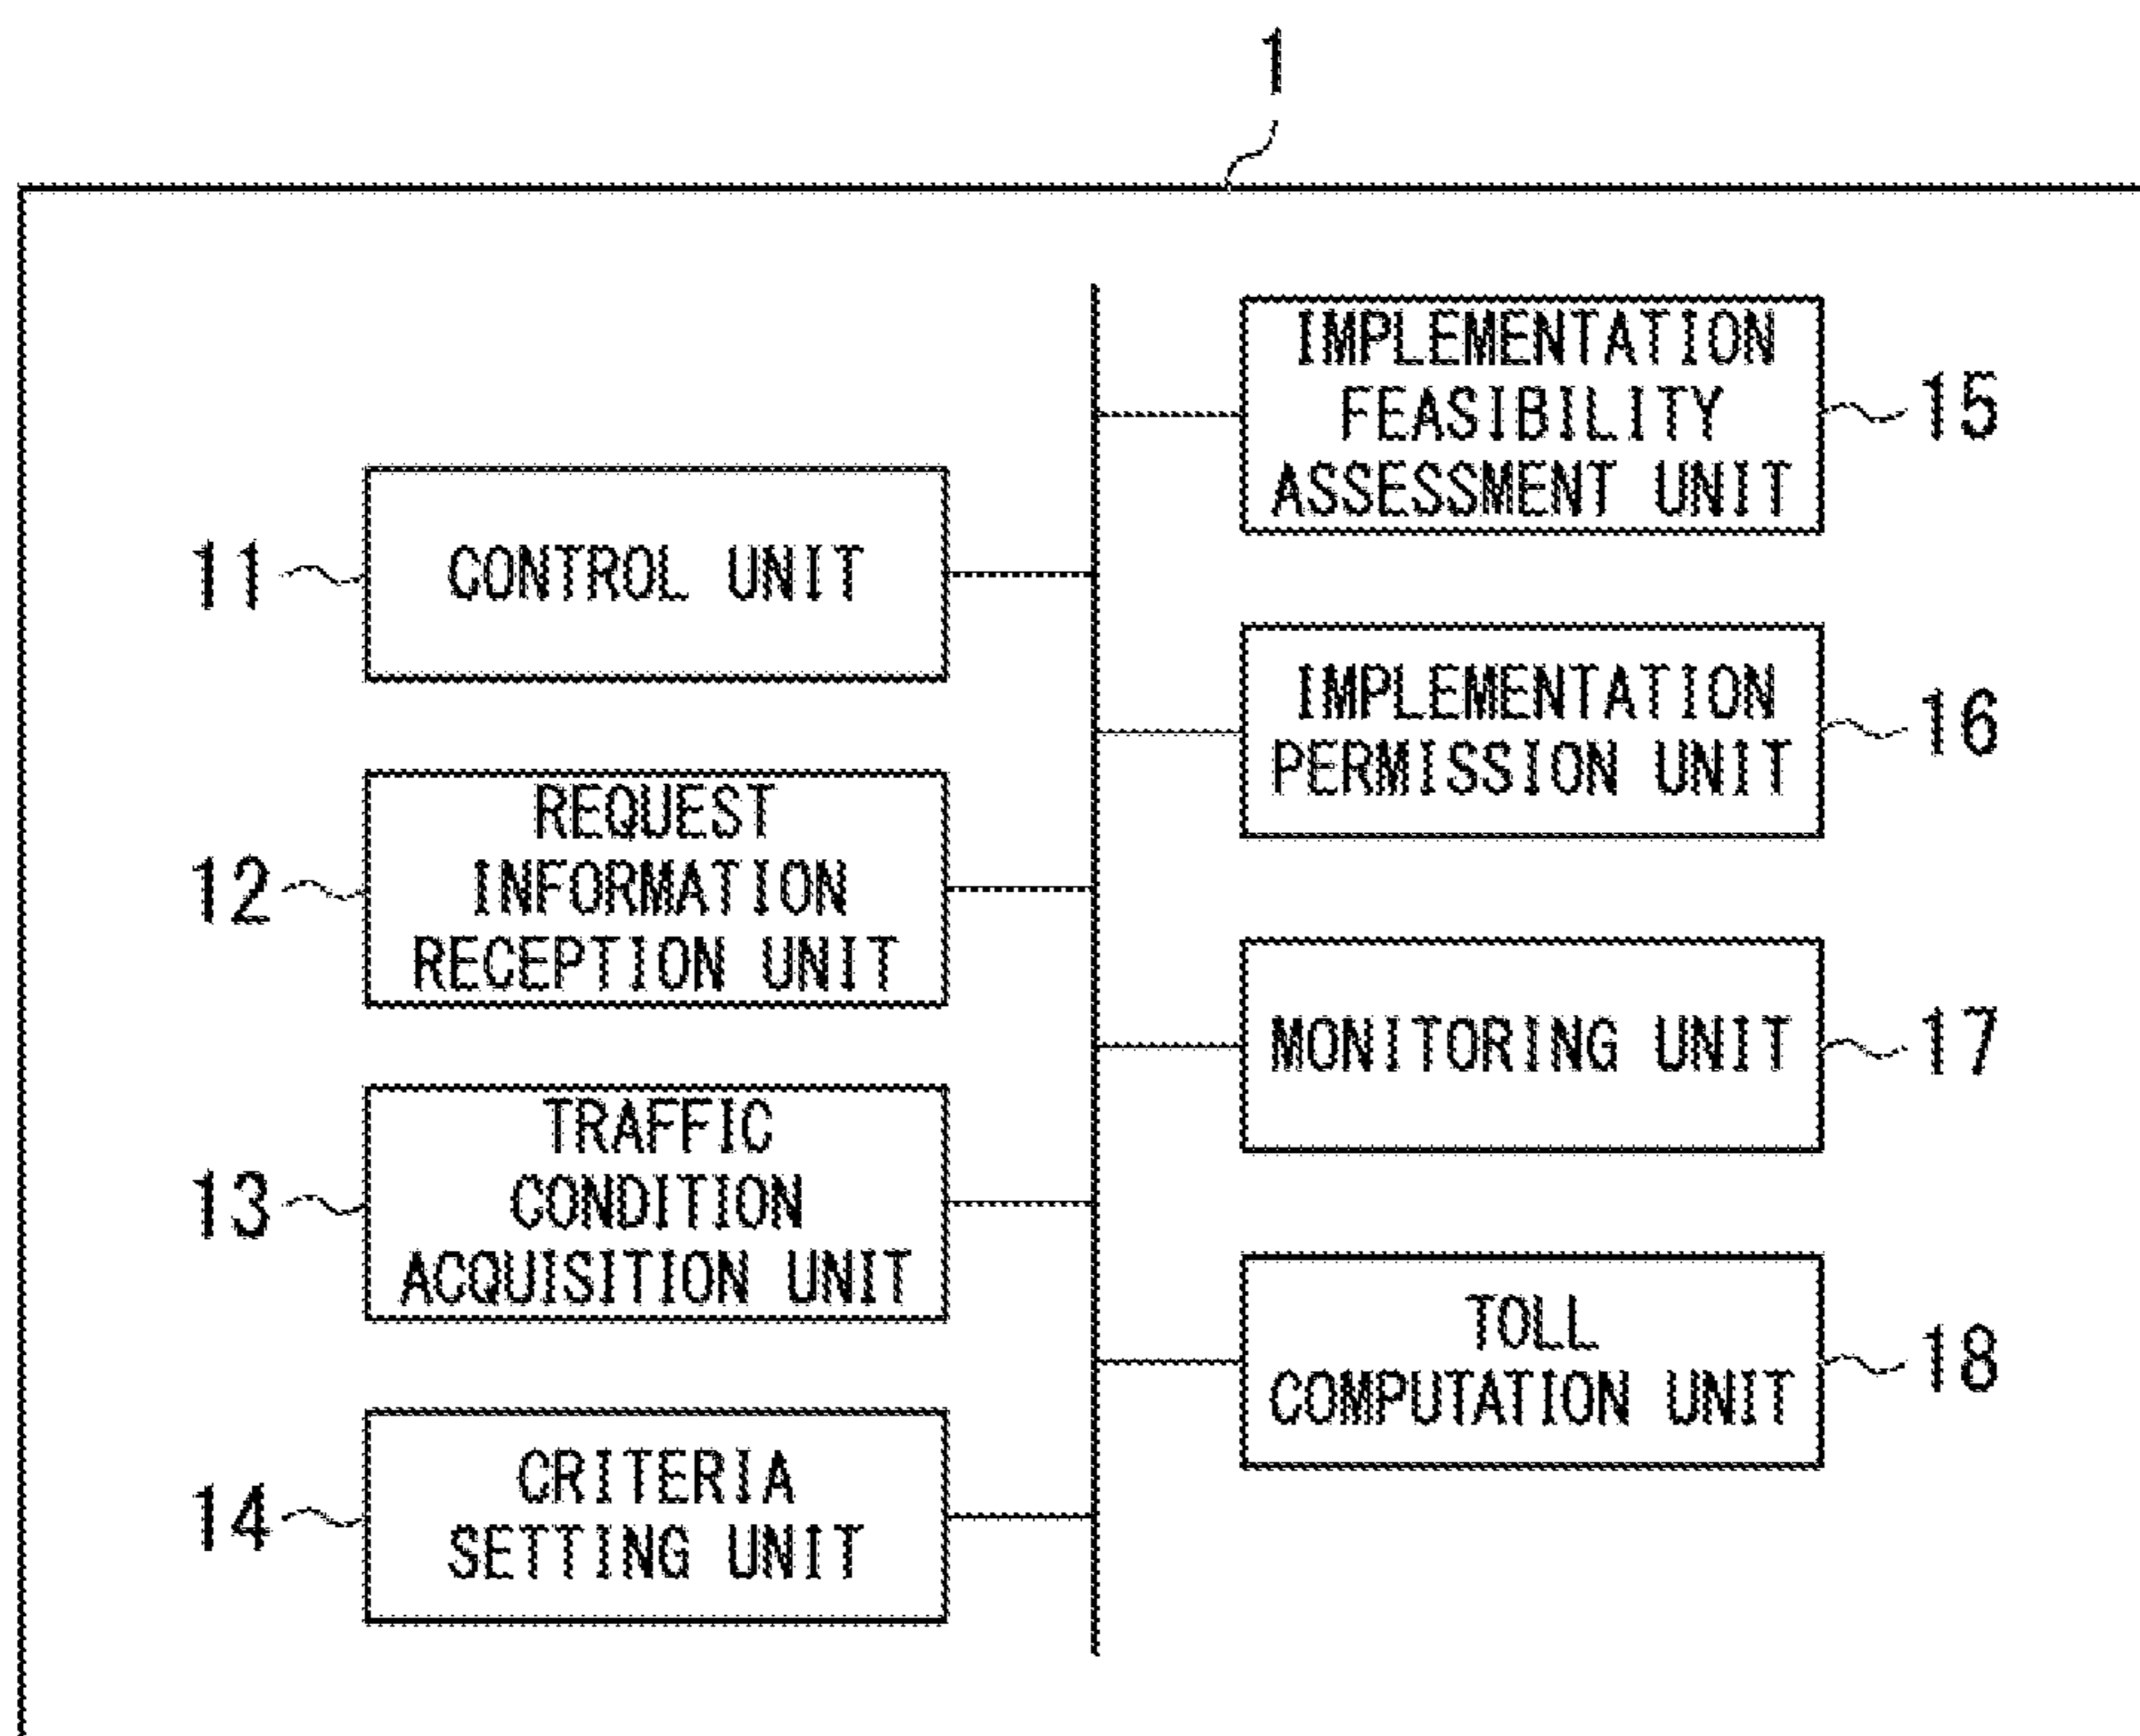 1
11
CONTROL UNIT
12
REQUEST
INFORMATION
RECEPTION UNIT
13
TRAFFIC
CONDITION
ACQUISITION UNIT
14
CRITERIA
SETTING UNIT
IMPLEMENTATION
FEASIBILITY
ASSESSMENT UNIT
15
IMPLEMENTATION
PERMISSION UNIT
16
MONITORING UNIT
17
TOLL
COMPUTATION UNIT
18